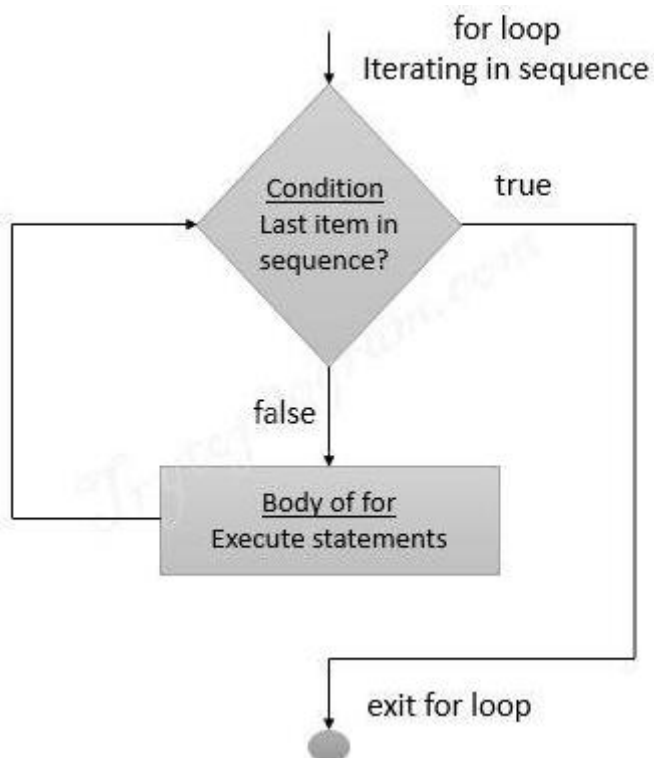 for loop
Iterating in sequence
Condition
Last item in
sequence?
true
false
Body of for
Execute statements
exit for loop